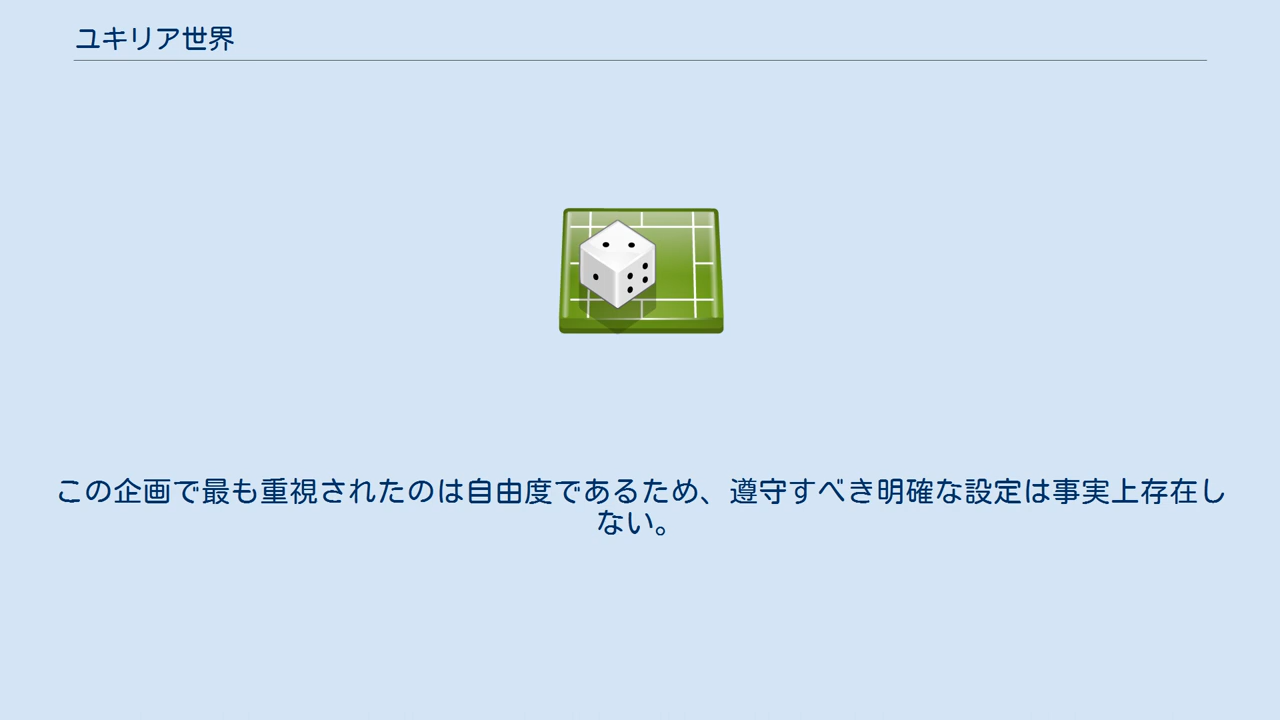 ユキリア世界
この企画で最も重視されたのは自由度であるため、遵守すべき明確な設定は事実上存在し
ない。